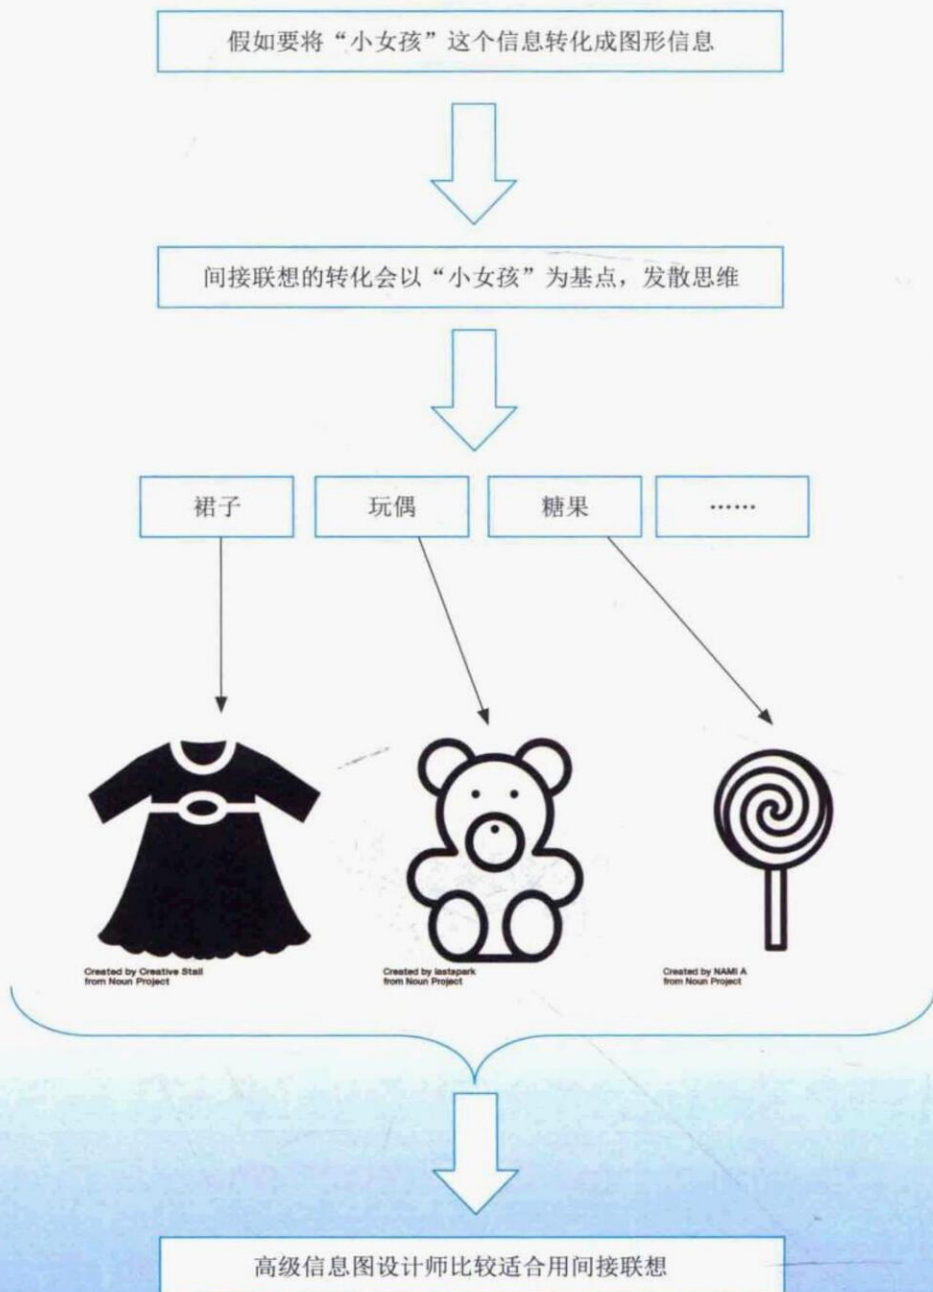 假如要将“小女孩”这个信息转化成图形信息
间接联想的转化会以“小女孩”为基点，发散思维
裙子
玩偶
糖果
……
Created by Creative Stall
from Noun Project
Created by lastspark
from Noun Project
Created by NAMI A
from Noun Project
高级信息图设计师比较适合用间接联想